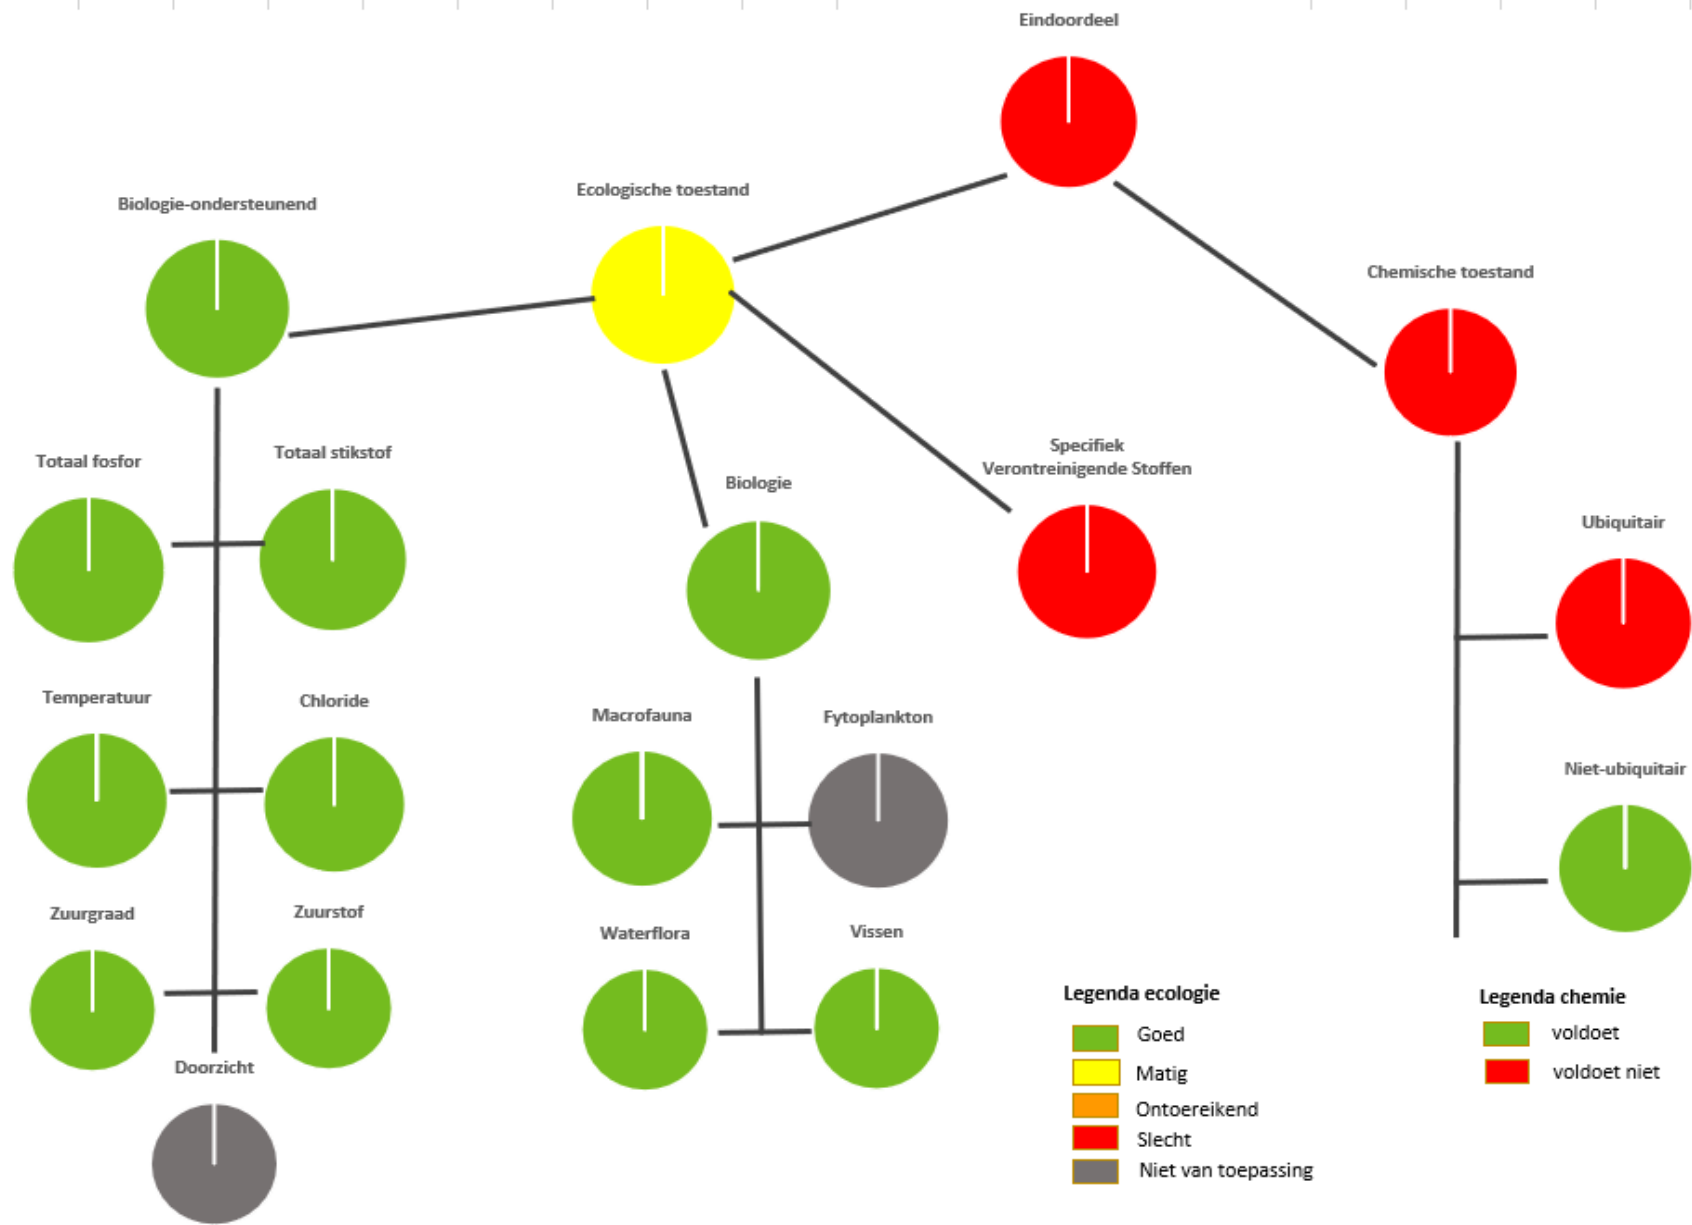 Eindoordeel
Ecologische toestand
Biologie-ondersteunend
Chemische toestand
Specifiek
Verontreinigende Stoffen
Totaal stikstof
Totaal fosfor
Biologie
Ubiquitair
Temperatuur
Chloride
Macrofauna
Fytoplankton
Niet-ubiquitair
Zuurgraad
Zuurstof
Waterflora
Vissen
Doorzicht
Legenda ecologie
Goed
Matig
Ontoereikend
Slecht
Niet van toepassing
Legenda chemie
voldoet
voldoet niet